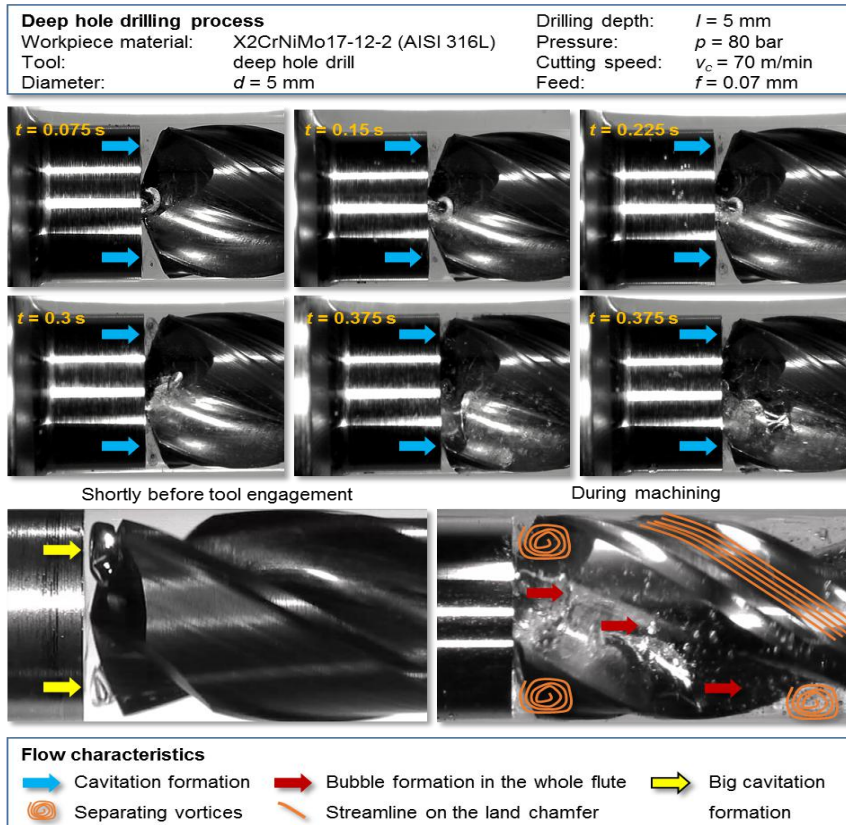 Deep hole drilling process
Workpiece material: X2CrNiMo17-12-2 (AISI 316L)
Tool: deep hole drill
Diameter: d = 5 mm
Drilling depth: l = 5 mm
Pressure: p = 80 bar
Cutting speed: vc = 70 m/min
Feed: f = 0.07 mm
t = 0.075 s
t = 0.15 s
t = 0.225 s
t = 0.3 s
t = 0.375 s
t = 0.375 s
Shortly before tool engagement
During machining
Flow characteristics
Cavitation formation
Bubble formation in the whole flute
Big cavitation
formation
Separating vortices
Streamline on the land chamfer